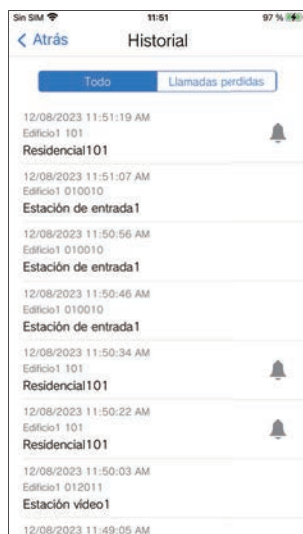 Sin SIM 11:51 97 %
Atrás Historial
Todo Llamadas perdidas
12/08/2023 11:51:19 AM
Edificio1 101
Residencial101
12/08/2023 11:51:07 AM
Edificio1 010010
Estación de entrada1
12/08/2023 11:50:56 AM
Edificio1 010010
Estación de entrada1
12/08/2023 11:50:46 AM
Edificio1 010010
Estación de entrada1
12/08/2023 11:50:34 AM
Edificio1 101
Residencial101
12/08/2023 11:50:22 AM
Edificio1 101
Residencial101
12/08/2023 11:50:03 AM
Edificio1 012011
Estación vídeo1
12/08/2023 11:49:05 AM